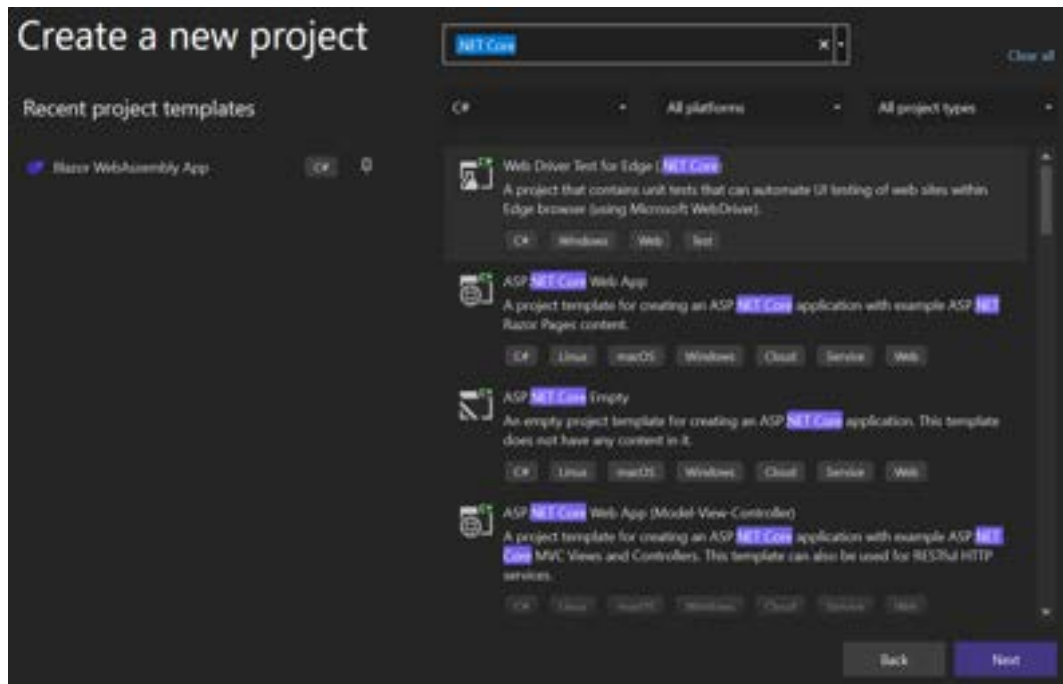 Create a new project
.NET Core
Clear all
Recent project templates
C#
All platforms
All project types
Blazor WebAssembly App
C#
Web Driver Test for Edge (.NET Core)
A project that contains unit tests that can automate UI testing of web sites within
Edge browser (using Microsoft WebDriver).
C# Windows Web Test
ASP.NET Core Web App
A project template for creating an ASP.NET Core application with example ASP.NET
Razor Pages content.
C# Linux macOS Windows Cloud Service Web
ASP.NET Core Empty
An empty project template for creating an ASP.NET Core application. This template
does not have any content in it.
C# Linux macOS Windows Cloud Service Web
ASP.NET Core Web App (Model-View-Controller)
A project template for creating an ASP.NET Core application with example ASP.NET
Core MVC Views and Controllers. This template can also be used for RESTful HTTP
services.
C# Linux macOS Windows Cloud Service Web
Back
Next